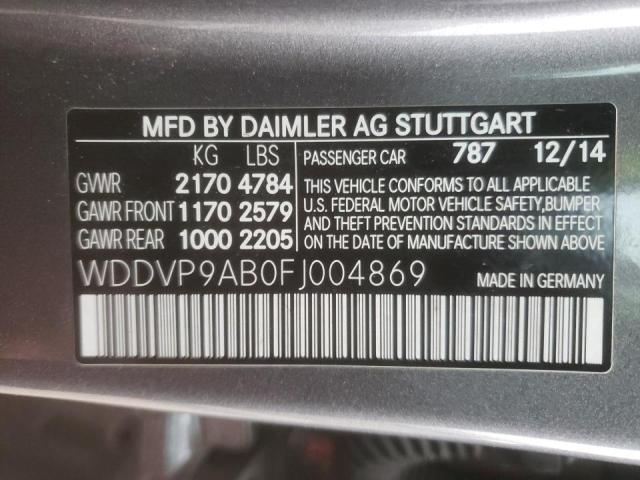 MFD BY DAIMLER AG STUTTGART
KG LBS
GVWR 2170 4784
GAWR FRONT 1170 2579
GAWR REAR 1000 2205
PASSENGER CAR 787 12/14
THIS VEHICLE CONFORMS TO ALL APPLICABLE
U.S. FEDERAL MOTOR VEHICLE SAFETY,BUMPER
AND THEFT PREVENTION STANDARDS IN EFFECT
ON THE DATE OF MANUFACTURE SHOWN ABOVE.
WDDVP9AB0FJ004869
MADE IN GERMANY